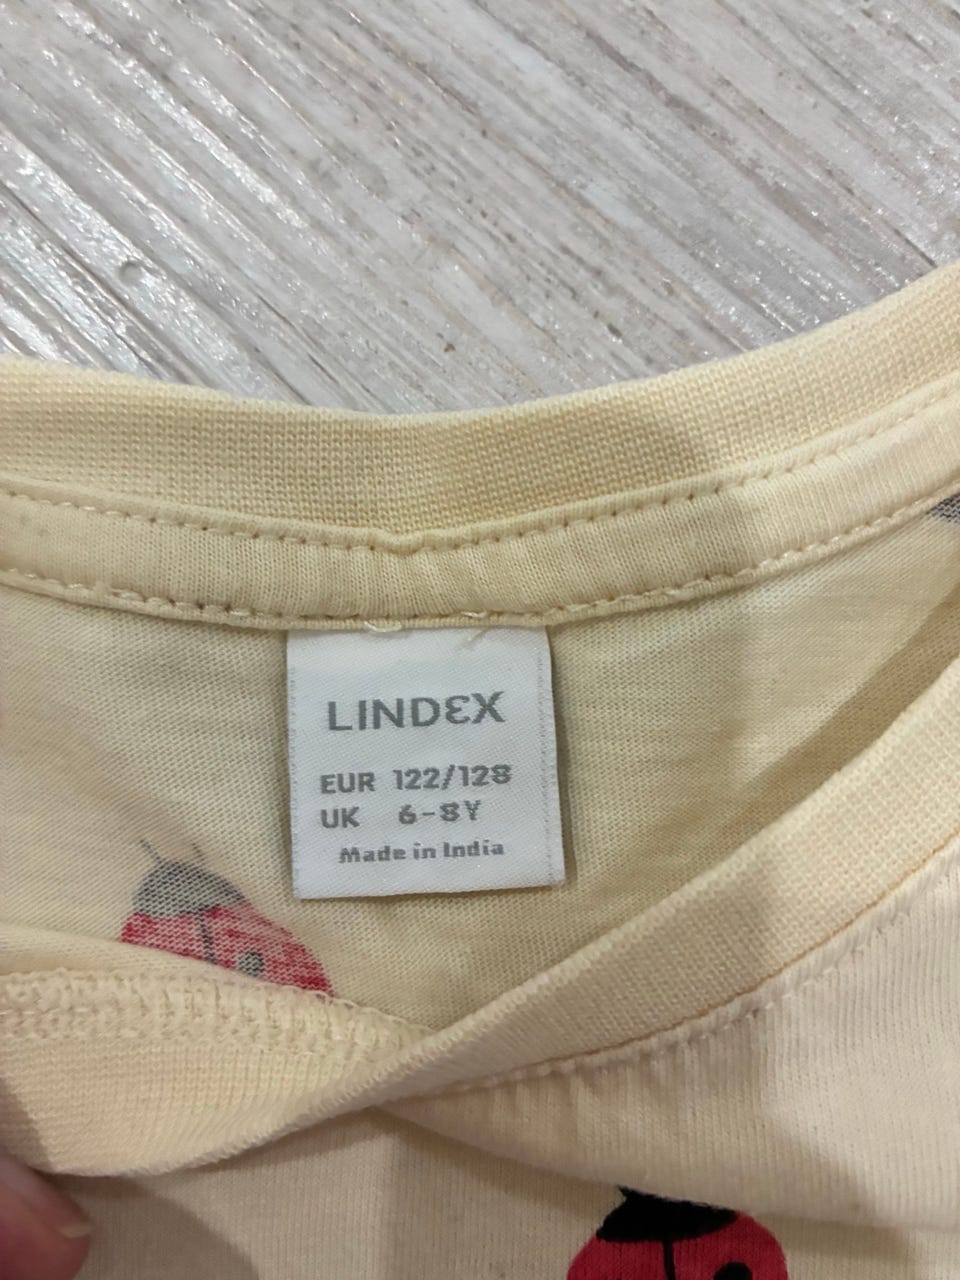 LINDEX
EUR 122/128
UK 6-8Y
Made in India